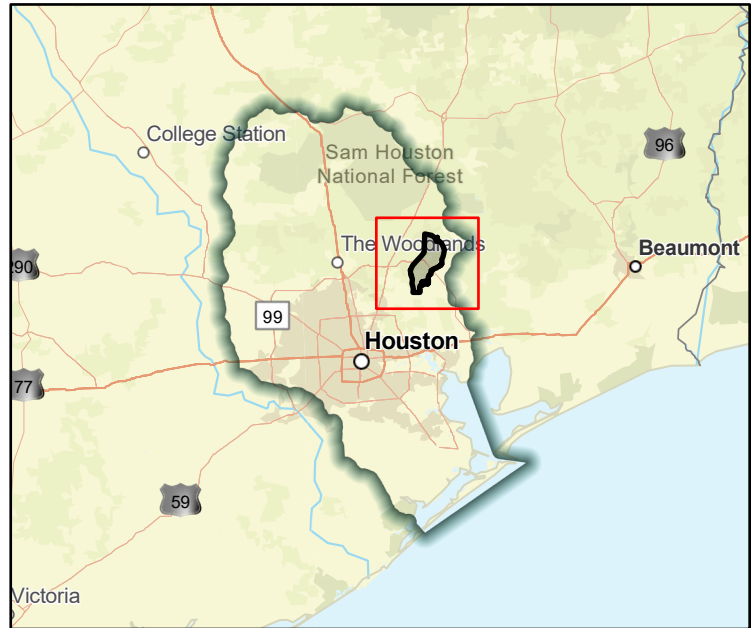 College Station
Sam Houston
National Forest
96
The Woodlands
Beaumont
290
99
Houston
77
59
Victoria